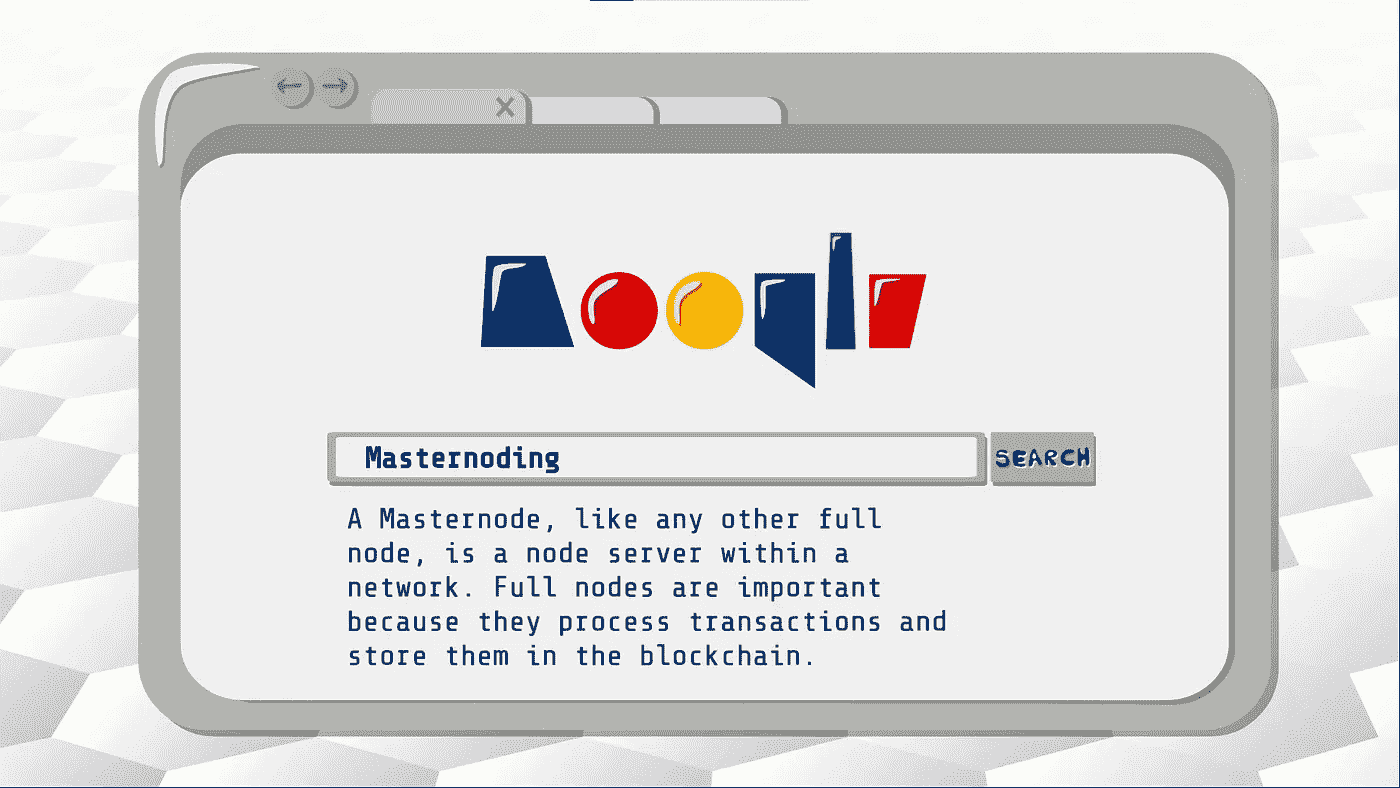 Masternoding
SEARCH
A Masternode, like any other full
node, is a node server within a
network. Full nodes are important
because they process transactions and
store them in the blockchain.